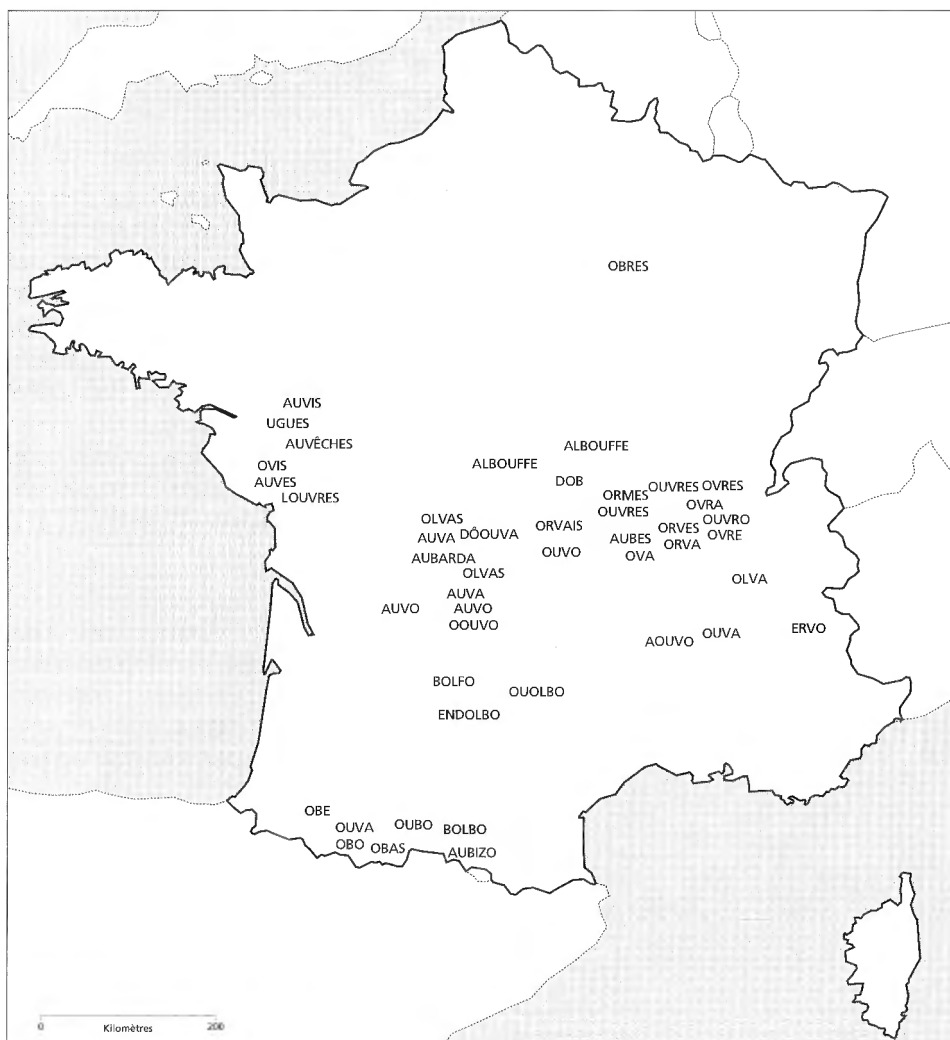 OBRES
AUVIS
UGUES
AUVÊCHES
ALBOUFFE
ALBOUFFE
OVIS
AUVES
LOUVRES
DOB
ORMES
OUVRES
OUVRES
OVRES
OVRA
OUVRO
OVRE
ORVES
ORVA
AUBES
OVA
ORVAIS
OUVO
OLVAS
AUVA
DÔOUVA
AUBARDA
OLVAS
AUVA
AUVO
AUVO
OOUVO
OLVA
AOUVO
OUVA
ERVO
BOLFO
OUOLBO
ENDOLBO
OBE
OUVA
OUBO
BOLBO
OBO
OBAS
AUBIZO
0 200
Kilomètres